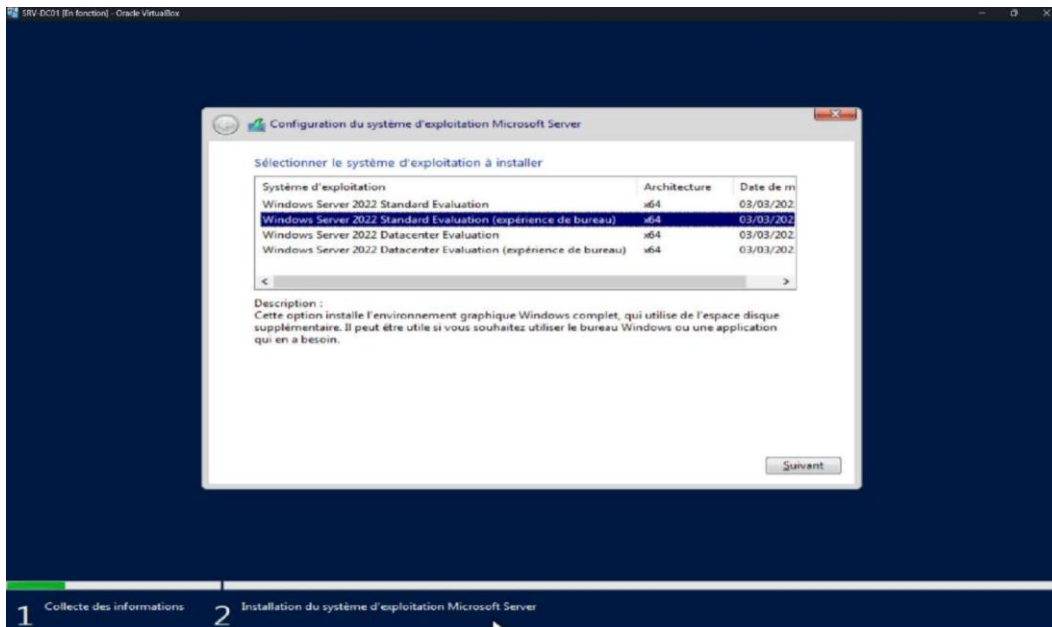 SRV-DC01 [En fonction] - Oracle VirtualBox
Configuration du système d'exploitation Microsoft Server
Sélectionner le système d'exploitation à installer
Système d'exploitation Architecture Date de m
Windows Server 2022 Standard Evaluation x64 03/03/202
Windows Server 2022 Standard Evaluation (expérience de bureau) x64 03/03/202
Windows Server 2022 Datacenter Evaluation x64 03/03/202
Windows Server 2022 Datacenter Evaluation (expérience de bureau) x64 03/03/202
Description :
Cette option installe l'environnement graphique Windows complet, qui utilise de l'espace disque
supplémentaire. Il peut être utile si vous souhaitez utiliser le bureau Windows ou une application
qui en a besoin.
Suivant
1 Collecte des informations 2 Installation du système d'exploitation Microsoft Server